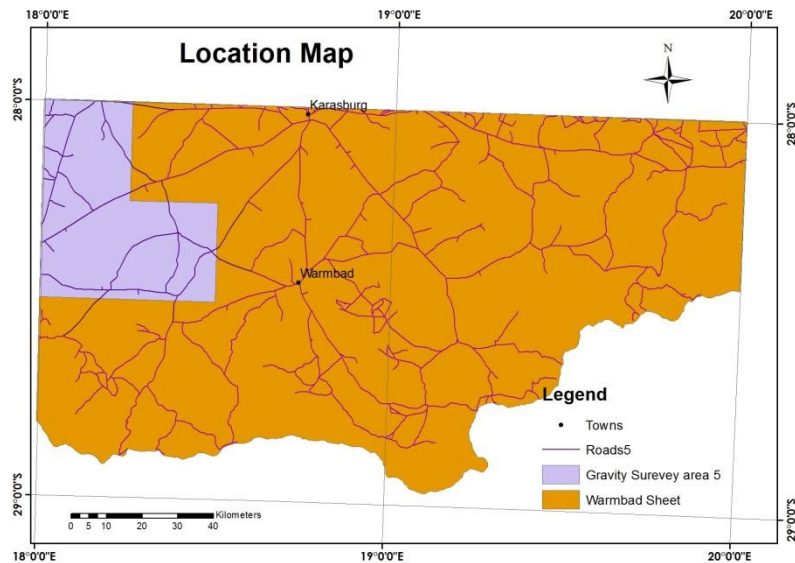 18°0'0"E
19°0'0"E
20°0'0"E
Location Map
N
28°0'0"S
28°0'0"S
Karasburg
Warmbad
Legend
Towns
Roads5
Gravity Surevey area 5
Warmbad Sheet
29°0'0"S
29°0'0"S
Kilometers
0 5 10 20 30 40
18°0'0"E
19°0'0"E
20°0'0"E